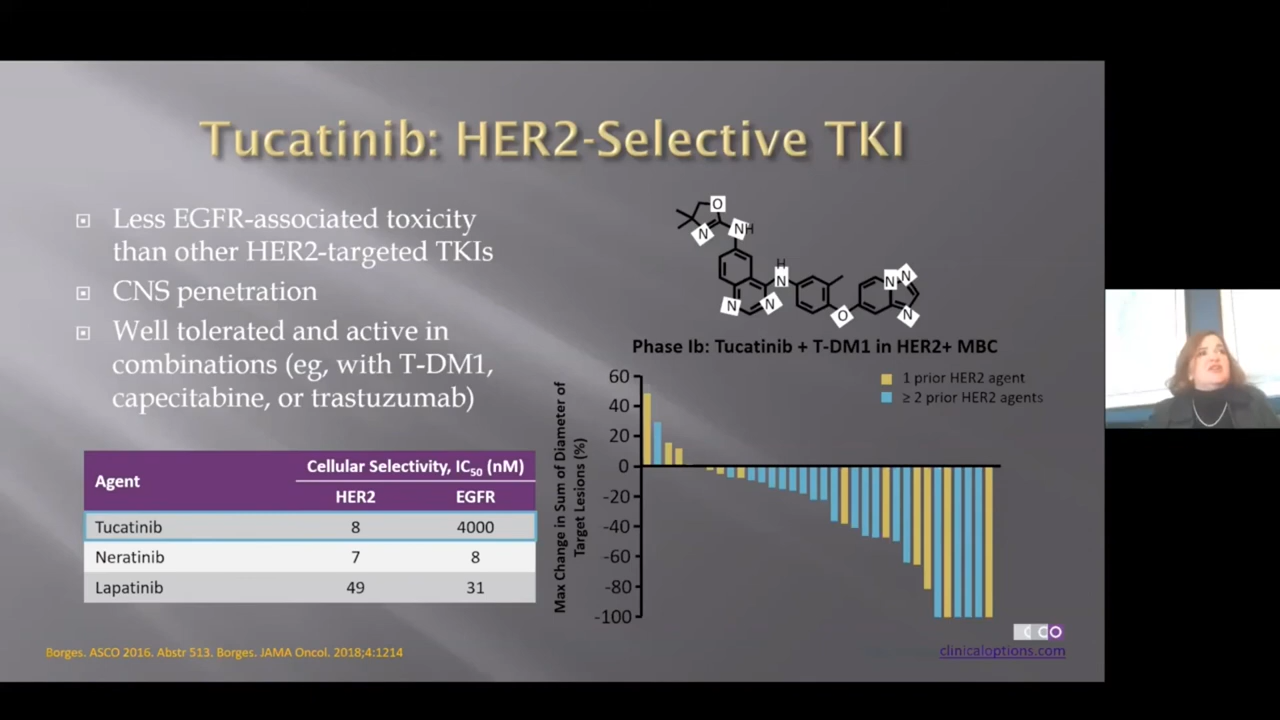 Tucatinib: HER2-Selective TKI
Less EGFR-associated toxicity
than other HER2-targeted TKIs
CNS penetration
Well tolerated and active in
combinations (eg, with T-DM1,
capecitabine, or trastuzumab)
Agent
Cellular Selectivity, IC50 (nM)
HER2 EGFR
Tucatinib 8 4000
Neratinib 7 8
Lapatinib 49 31
O
N
NH
H
N
N
N
O
N
N
N
Phase Ib: Tucatinib + T-DM1 in HER2+ MBC
1 prior HER2 agent
≥ 2 prior HER2 agents
Max Change in Sum of Diameter of
Target Lesions (%)
60
40
20
0
-20
-40
-60
-80
-100
Borges. ASCO 2016. Abstr 513. Borges. JAMA Oncol. 2018;4:1214
CCO
clinicaloptions.com